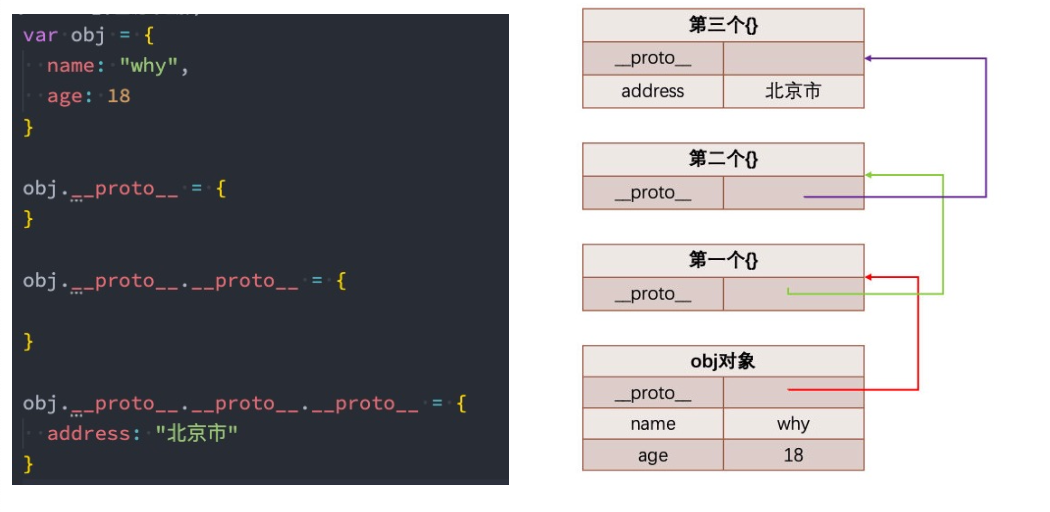 var obj = {
  name: "why",
  age: 18
}
obj.__proto__ = {
}
obj.__proto__.__proto__ = {
}
obj.__proto__.__proto__.__proto__ = {
  address: "北京市"
}
第三个{}
__proto__
address 北京市
第二个{}
__proto__
第一个{}
__proto__
obj对象
__proto__
name why
age 18